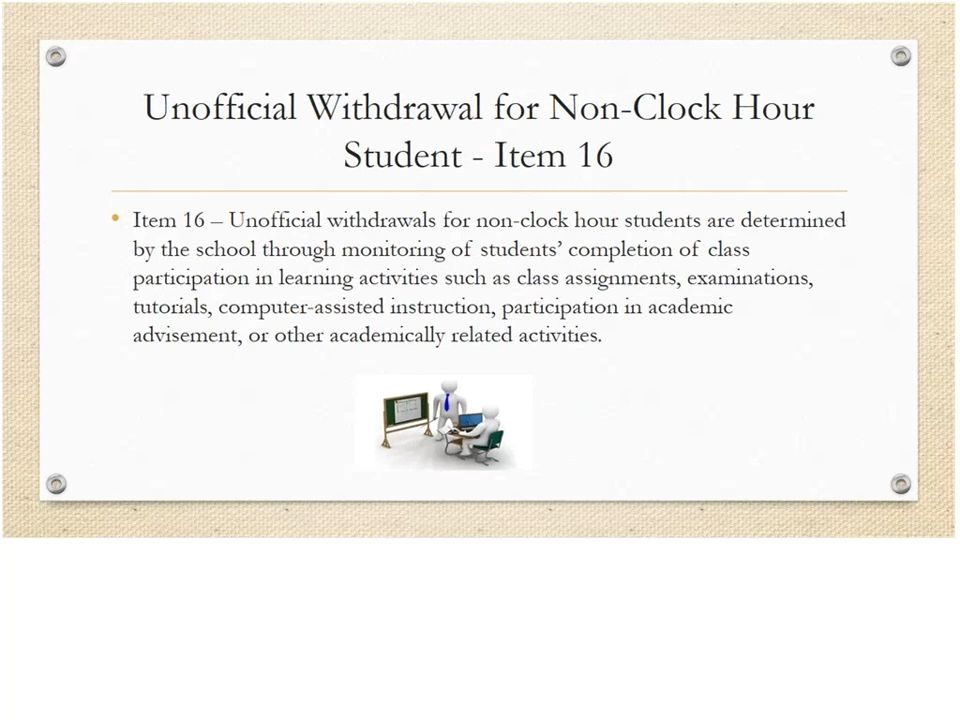 Unofficial Withdrawal for Non-Clock Hour
Student - Item 16
• Item 16 – Unofficial withdrawals for non-clock hour students are determined
by the school through monitoring of students’ completion of class
participation in learning activities such as class assignments, examinations,
tutorials, computer-assisted instruction, participation in academic
advisement, or other academically related activities.